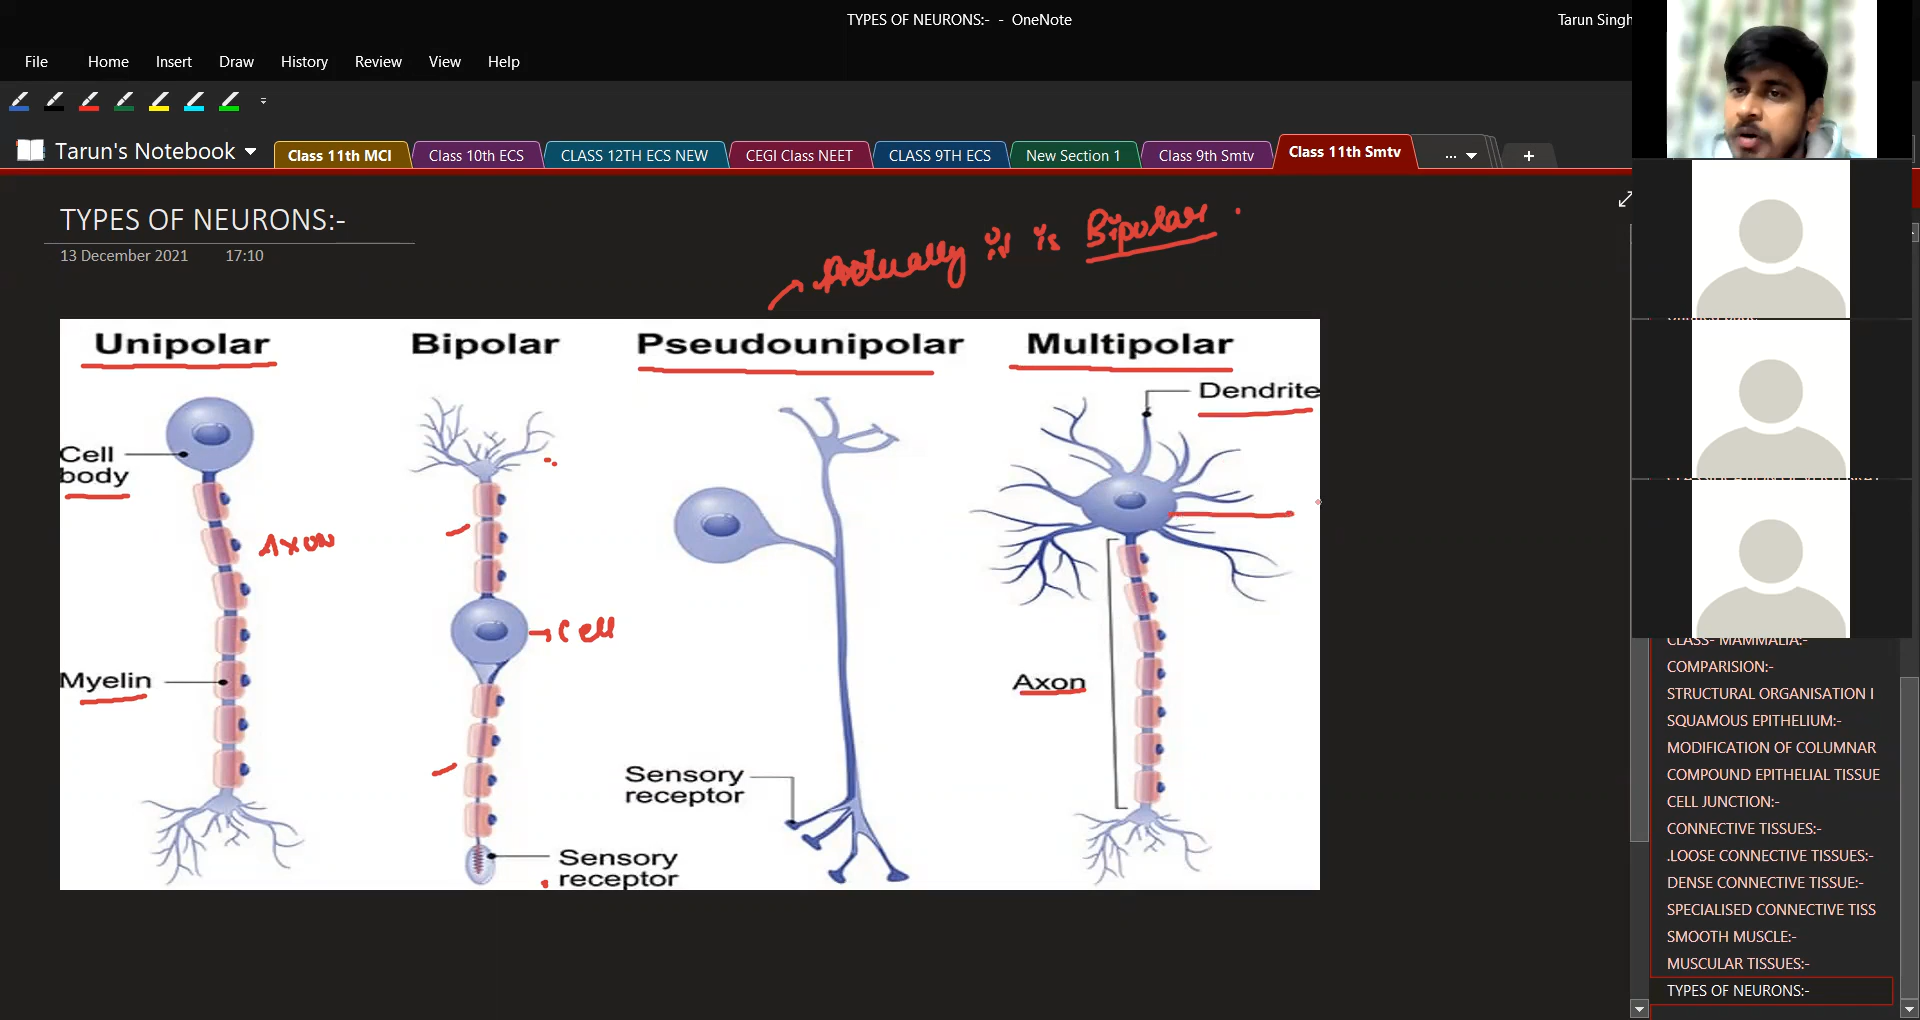 TYPES OF NEURONS:- - OneNote
Tarun Singh
File Home Insert Draw History Review View Help
Tarun's Notebook
Class 11th MCI
Class 10th ECS
CLASS 12TH ECS NEW
CEGI Class NEET
CLASS 9TH ECS
New Section 1
Class 9th Smtv
Class 11th Smtv
...
TYPES OF NEURONS:-
13 December 2021 17:10
Actually it is Bipolar.
Unipolar Bipolar Pseudounipolar Multipolar
Dendrite
Cell
body
Axon
Cell
Myelin
Axon
Sensory
receptor
Sensory
receptor
CLASS- MAMMALIA:-
COMPARISION:-
STRUCTURAL ORGANISATION I
SQUAMOUS EPITHELIUM:-
MODIFICATION OF COLUMNAR
COMPOUND EPITHELIAL TISSUE
CELL JUNCTION:-
CONNECTIVE TISSUES:-
.LOOSE CONNECTIVE TISSUES:-
DENSE CONNECTIVE TISSUE:-
SPECIALISED CONNECTIVE TISS
SMOOTH MUSCLE:-
MUSCULAR TISSUES:-
TYPES OF NEURONS:-